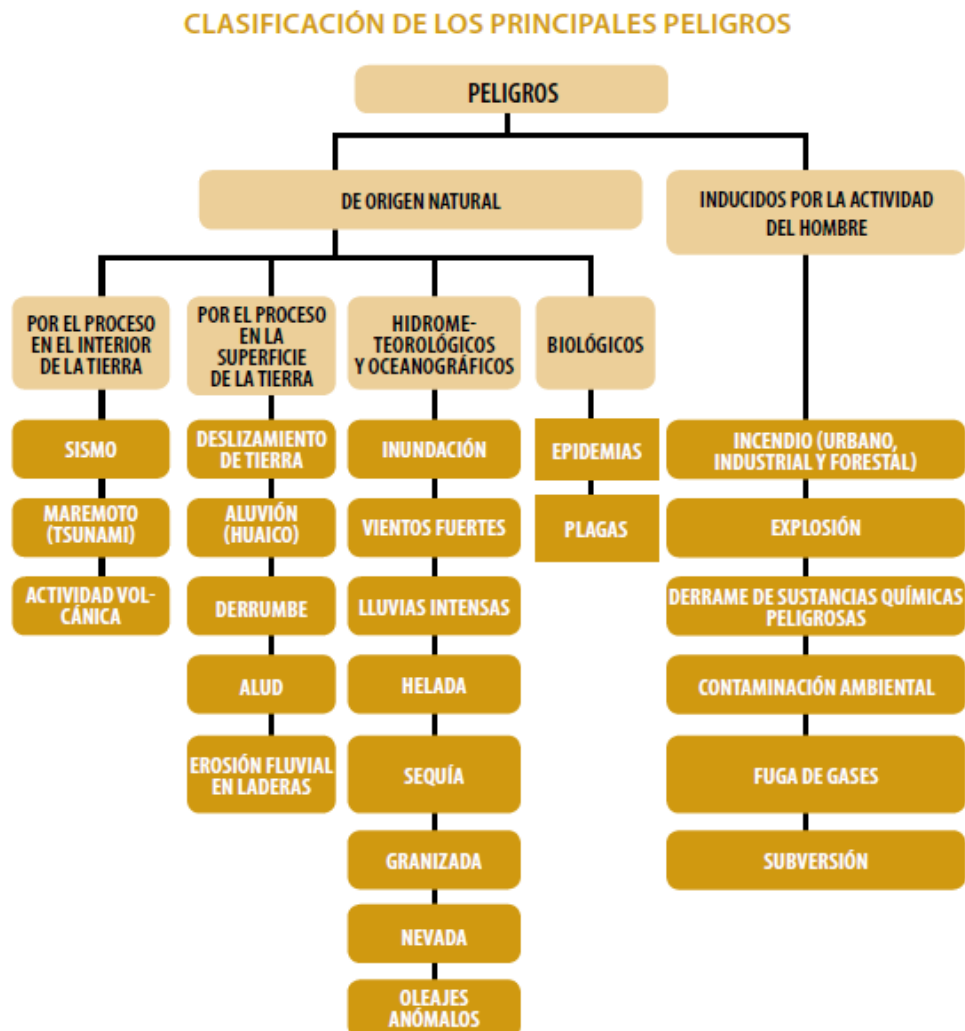 CLASIFICACIÓN DE LOS PRINCIPALES PELIGROS
PELIGROS
DE ORIGEN NATURAL
INDUCIDOS POR LA ACTIVIDAD
DEL HOMBRE
POR EL PROCESO
EN EL INTERIOR
DE LA TIERRA
SISMO
MAREMOTO
(TSUNAMI)
ACTIVIDAD VOL-
CÁNICA
POR EL PROCESO
EN LA
SUPERFICIE
DE LA TIERRA
DESLIZAMIENTO
DE TIERRA
ALUVIÓN
(HUAICO)
DERRUMBE
ALUD
EROSIÓN FLUVIAL
EN LADERAS
HIDROME-
TEOROLÓGICOS
Y OCEANOGRÁFICOS
INUNDACIÓN
VIENTOS FUERTES
LLUVIAS INTENSAS
HELADA
SEQUÍA
GRANIZADA
NEVADA
OLEAJES
ANÓMALOS
BIOLÓGICOS
EPIDEMIAS
PLAGAS
INCENDIO (URBANO,
INDUSTRIAL Y FORESTAL)
EXPLOSIÓN
DERRAME DE SUSTANCIAS QUÍMICAS
PELIGROSAS
CONTAMINACIÓN AMBIENTAL
FUGA DE GASES
SUBVERSIÓN